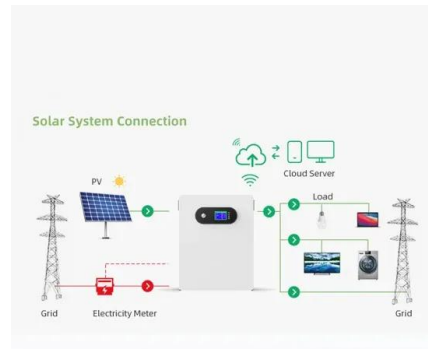 Solar System Connection
Cloud Server
PV
Load
Grid
Electricity Meter
Grid